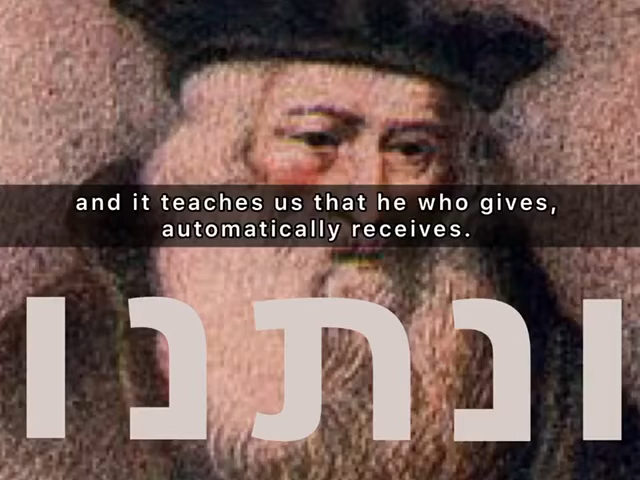 and it teaches us that he who gives,
automatically receives.
ונתנו